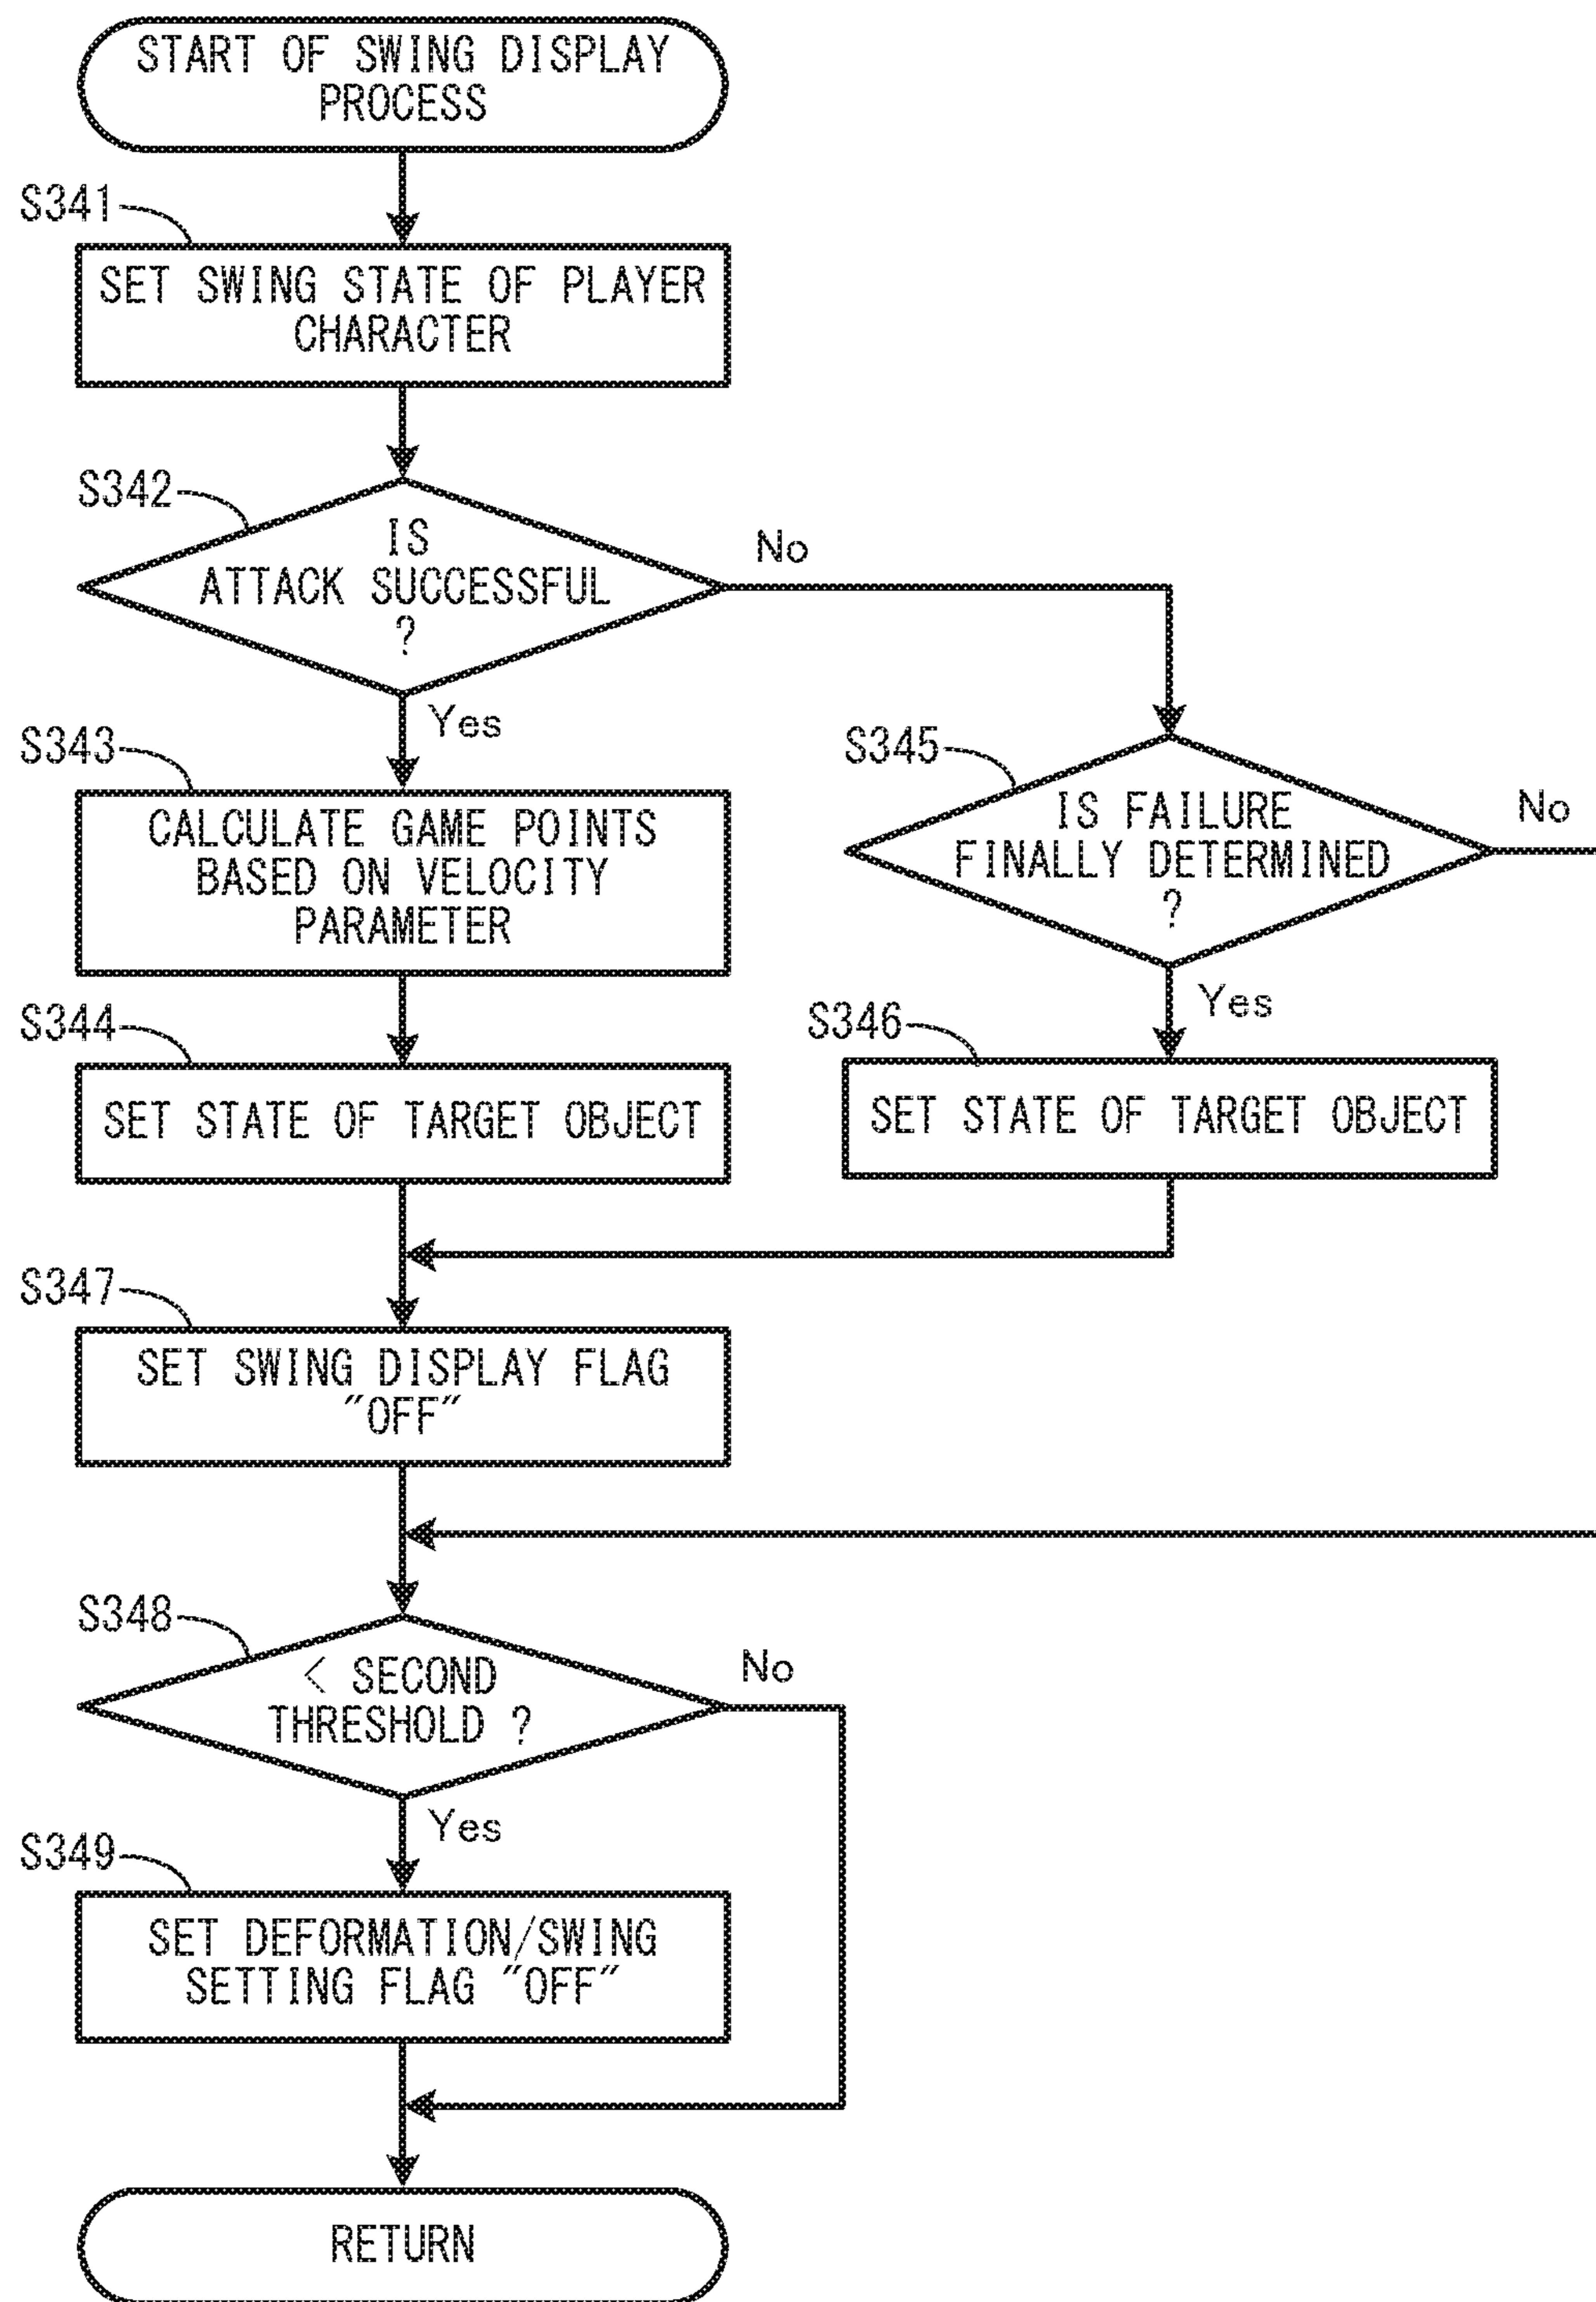 START OF SWING DISPLAY
PROCESS
S341
SET SWING STATE OF PLAYER
CHARACTER
S342
IS
ATTACK SUCCESSFUL
?
No
Yes
S343
CALCULATE GAME POINTS
BASED ON VELOCITY
PARAMETER
S345
IS FAILURE
FINALLY DETERMINED
?
No
Yes
S344
SET STATE OF TARGET OBJECT
S346
SET STATE OF TARGET OBJECT
S347
SET SWING DISPLAY FLAG
"OFF"
S348
< SECOND
THRESHOLD ?
No
Yes
S349
SET DEFORMATION/SWING
SETTING FLAG "OFF"
RETURN